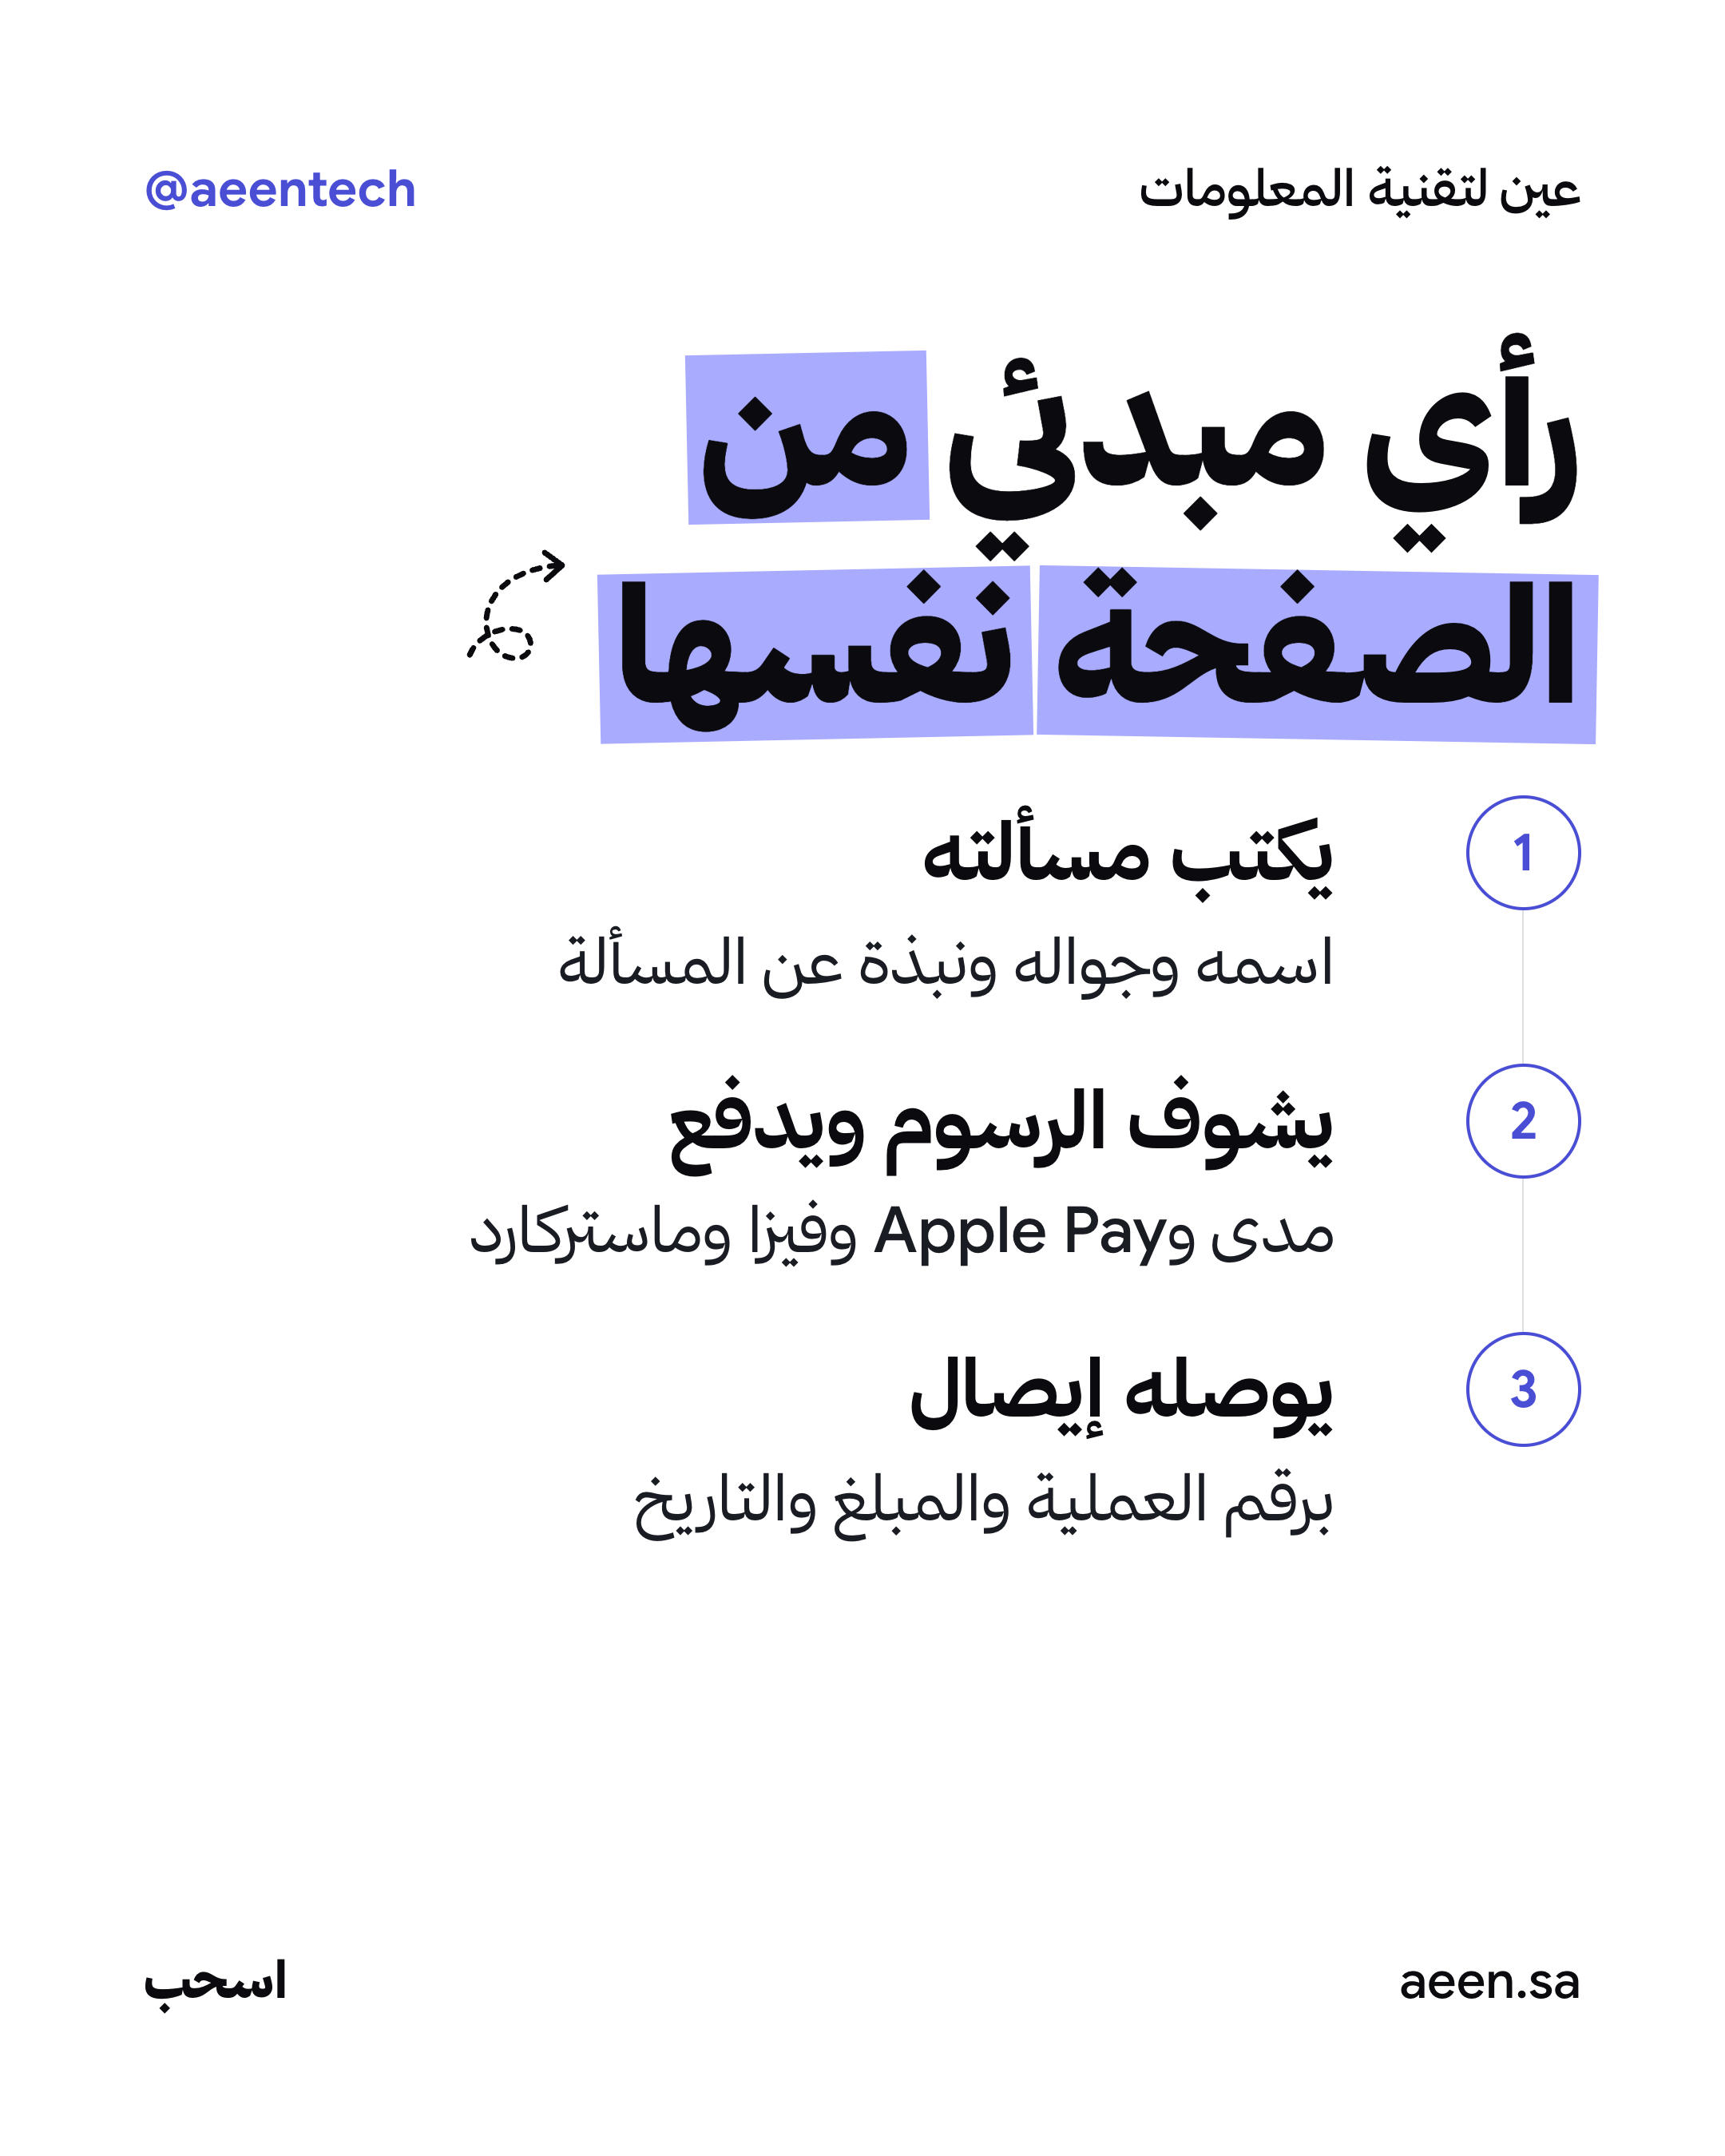 عين لتقنية المعلومات
@aeentech
رأي مبدئي من
الصفحة نفسها
1
يكتب مسألته
اسمه وجواله ونبذة عن المسألة
2
يشوف الرسوم ويدفع
مدى وApple Pay وفيزا وماستركارد
3
يوصله إيصال
برقم العملية والمبلغ والتاريخ
aeen.sa
اسحب